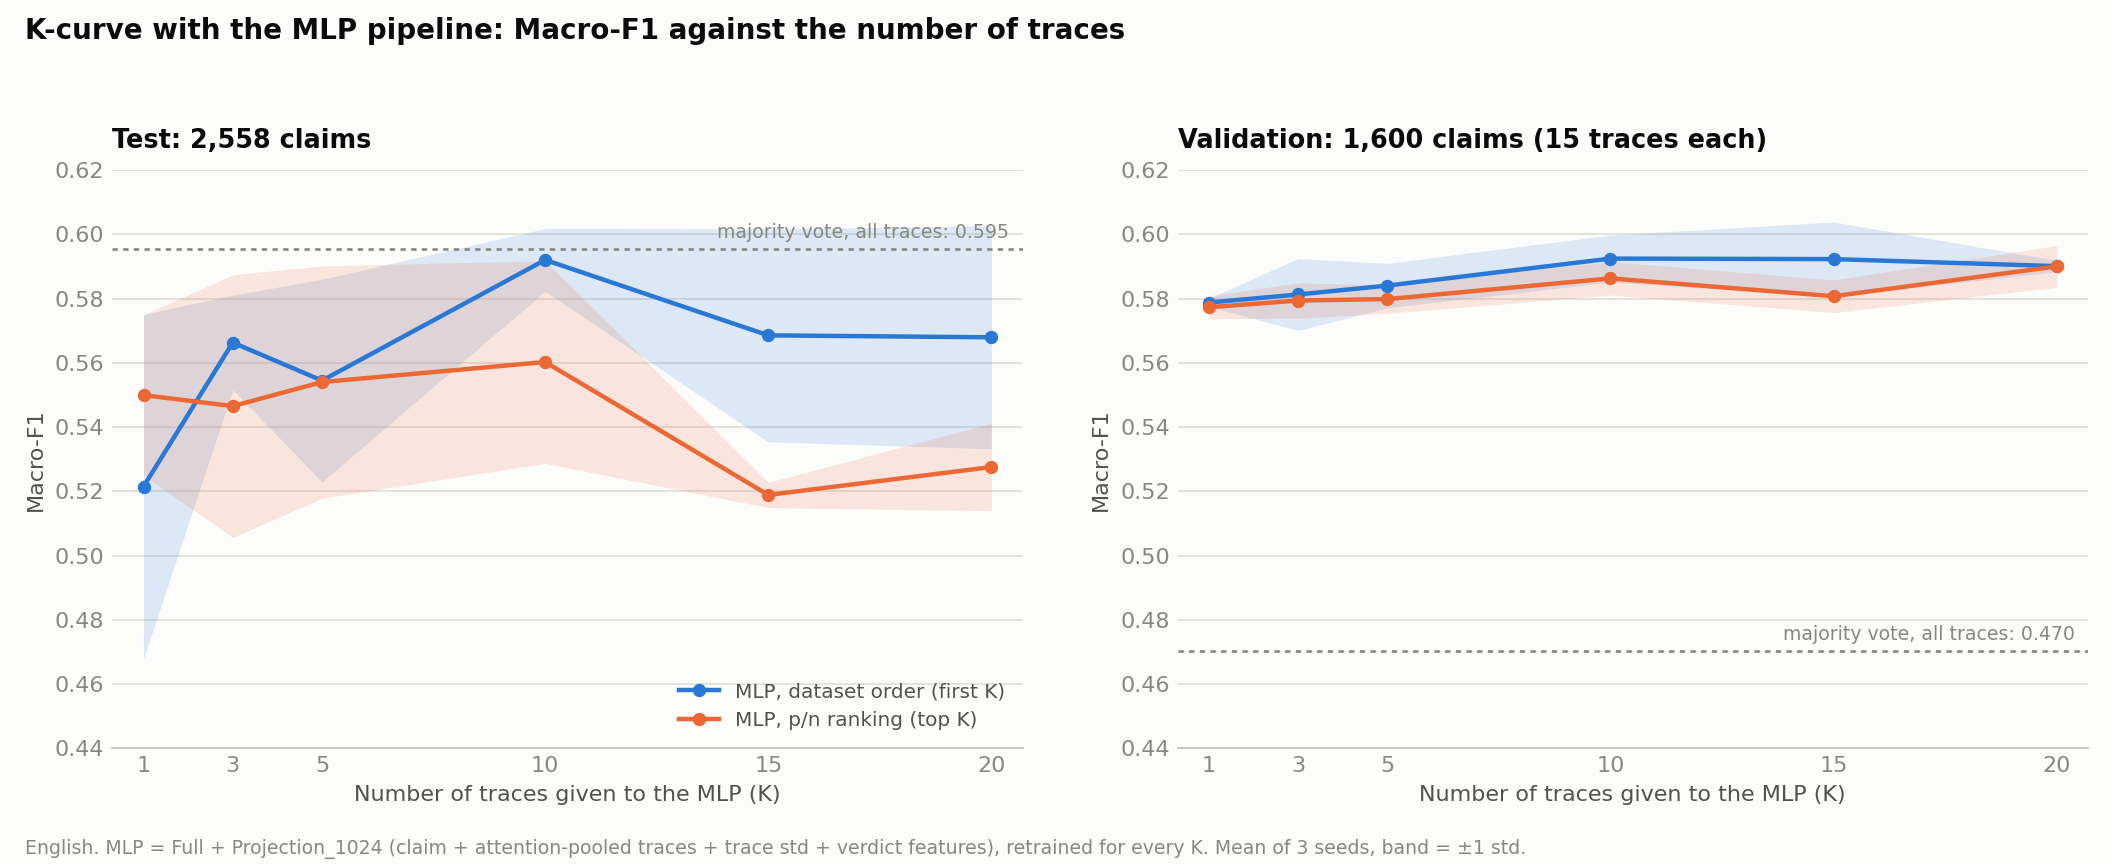 K-curve with the MLP pipeline: Macro-F1 against the number of traces
Test: 2,558 claims
0.62
0.60
0.58
0.56
0.54
0.52
0.50
0.48
0.46
0.44
Macro-F1
majority vote, all traces: 0.595
MLP, dataset order (first K)
MLP, p/n ranking (top K)
1 3 5 10 15 20
Number of traces given to the MLP (K)
Validation: 1,600 claims (15 traces each)
0.62
0.60
0.58
0.56
0.54
0.52
0.50
0.48
0.46
0.44
Macro-F1
majority vote, all traces: 0.470
1 3 5 10 15 20
Number of traces given to the MLP (K)
English. MLP = Full + Projection_1024 (claim + attention-pooled traces + trace std + verdict features), retrained for every K. Mean of 3 seeds, band = ±1 std.